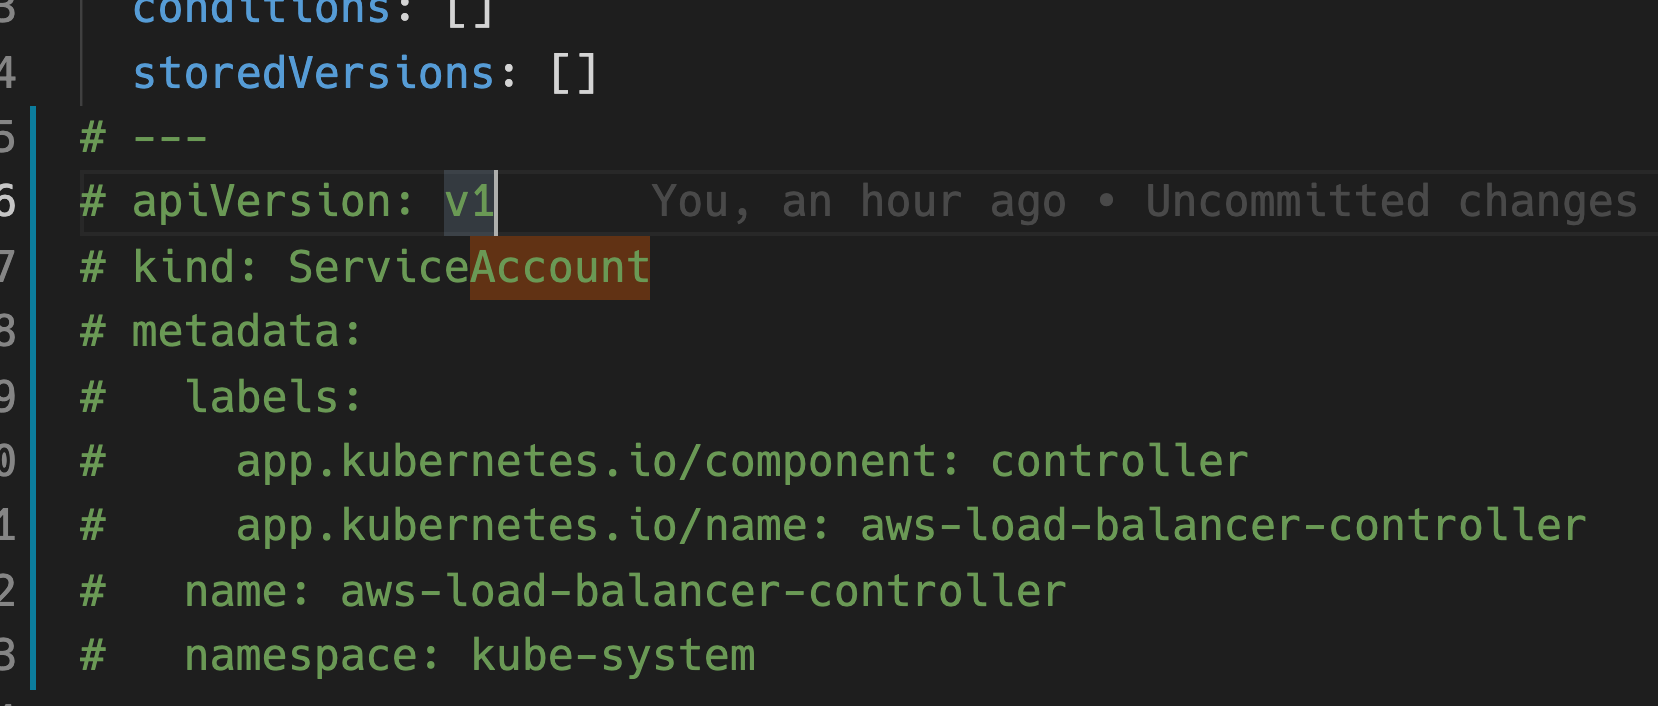 3 conditions: []
4 storedVersions: []
5 # ---
6 # apiVersion: v1 You, an hour ago • Uncommitted changes
7 # kind: ServiceAccount
8 # metadata:
9 #   labels:
0 #     app.kubernetes.io/component: controller
1 #     app.kubernetes.io/name: aws-load-balancer-controller
2 #   name: aws-load-balancer-controller
3 #   namespace: kube-system